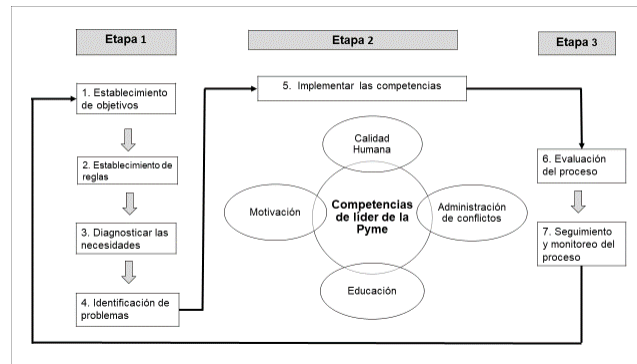 Etapa 1
1. Establecimiento
de objetivos
2. Establecimiento de
reglas
3. Diagnosticar las
necesidades
4. Identificación de
problemas
Etapa 2
5. Implementar las competencias
Calidad
Humana
Motivación
Competencias
de líder de la
Pyme
Administración
de conflictos
Educación
Etapa 3
6. Evaluación
del proceso
7. Seguimiento
y monitoreo del
proceso